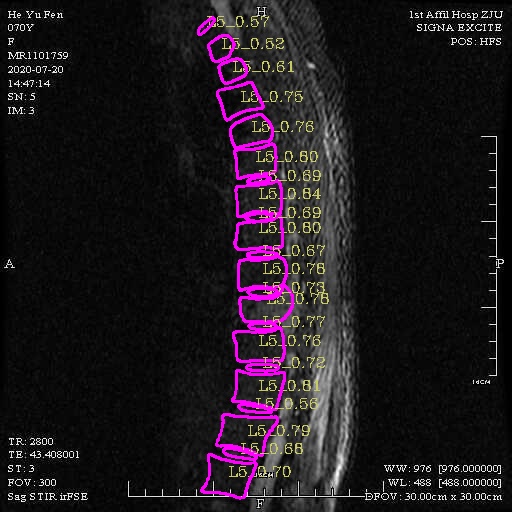 He Yu Fen
070Y
F
MR1101759
2020-07-20
14:47:14
SN: 5
IM: 3
H
1st Affil Hosp ZJU
SIGNA EXCITE
POS: HFS
L5_0.57
L5_0.52
L5_0.61
L5_0.75
L5_0.76
L5_0.80
L5_0.69
L5_0.84
L5_0.69
L5_0.80
L5_0.67
L5_0.78
L5_0.73
L5_0.78
L5_0.77
L5_0.76
L5_0.72
L5_0.81
L5_0.56
L5_0.79
L5_0.68
L5_0.70
A
P
10CM
TR: 2800
TE: 43.408001
ST: 3
FOV: 300
Sag STIR irFSE
F
WW: 976 [976.000000]
WL: 488 [488.000000]
DFOV: 30.00cm x 30.00cm